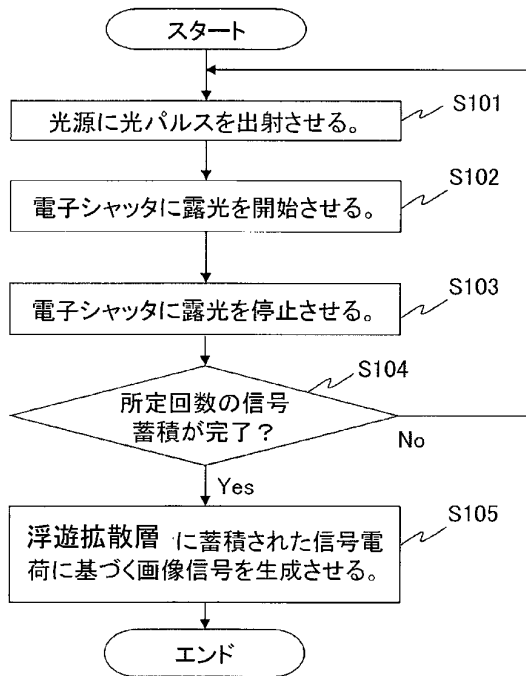 スタート
光源に光パルスを出射させる。
S101
電子シャッタに露光を開始させる。
S102
電子シャッタに露光を停止させる。
S103
所定回数の信号
蓄積が完了？
S104
No
Yes
浮遊拡散層 に蓄積された信号電
荷に基づく画像信号を生成させる。
S105
エンド